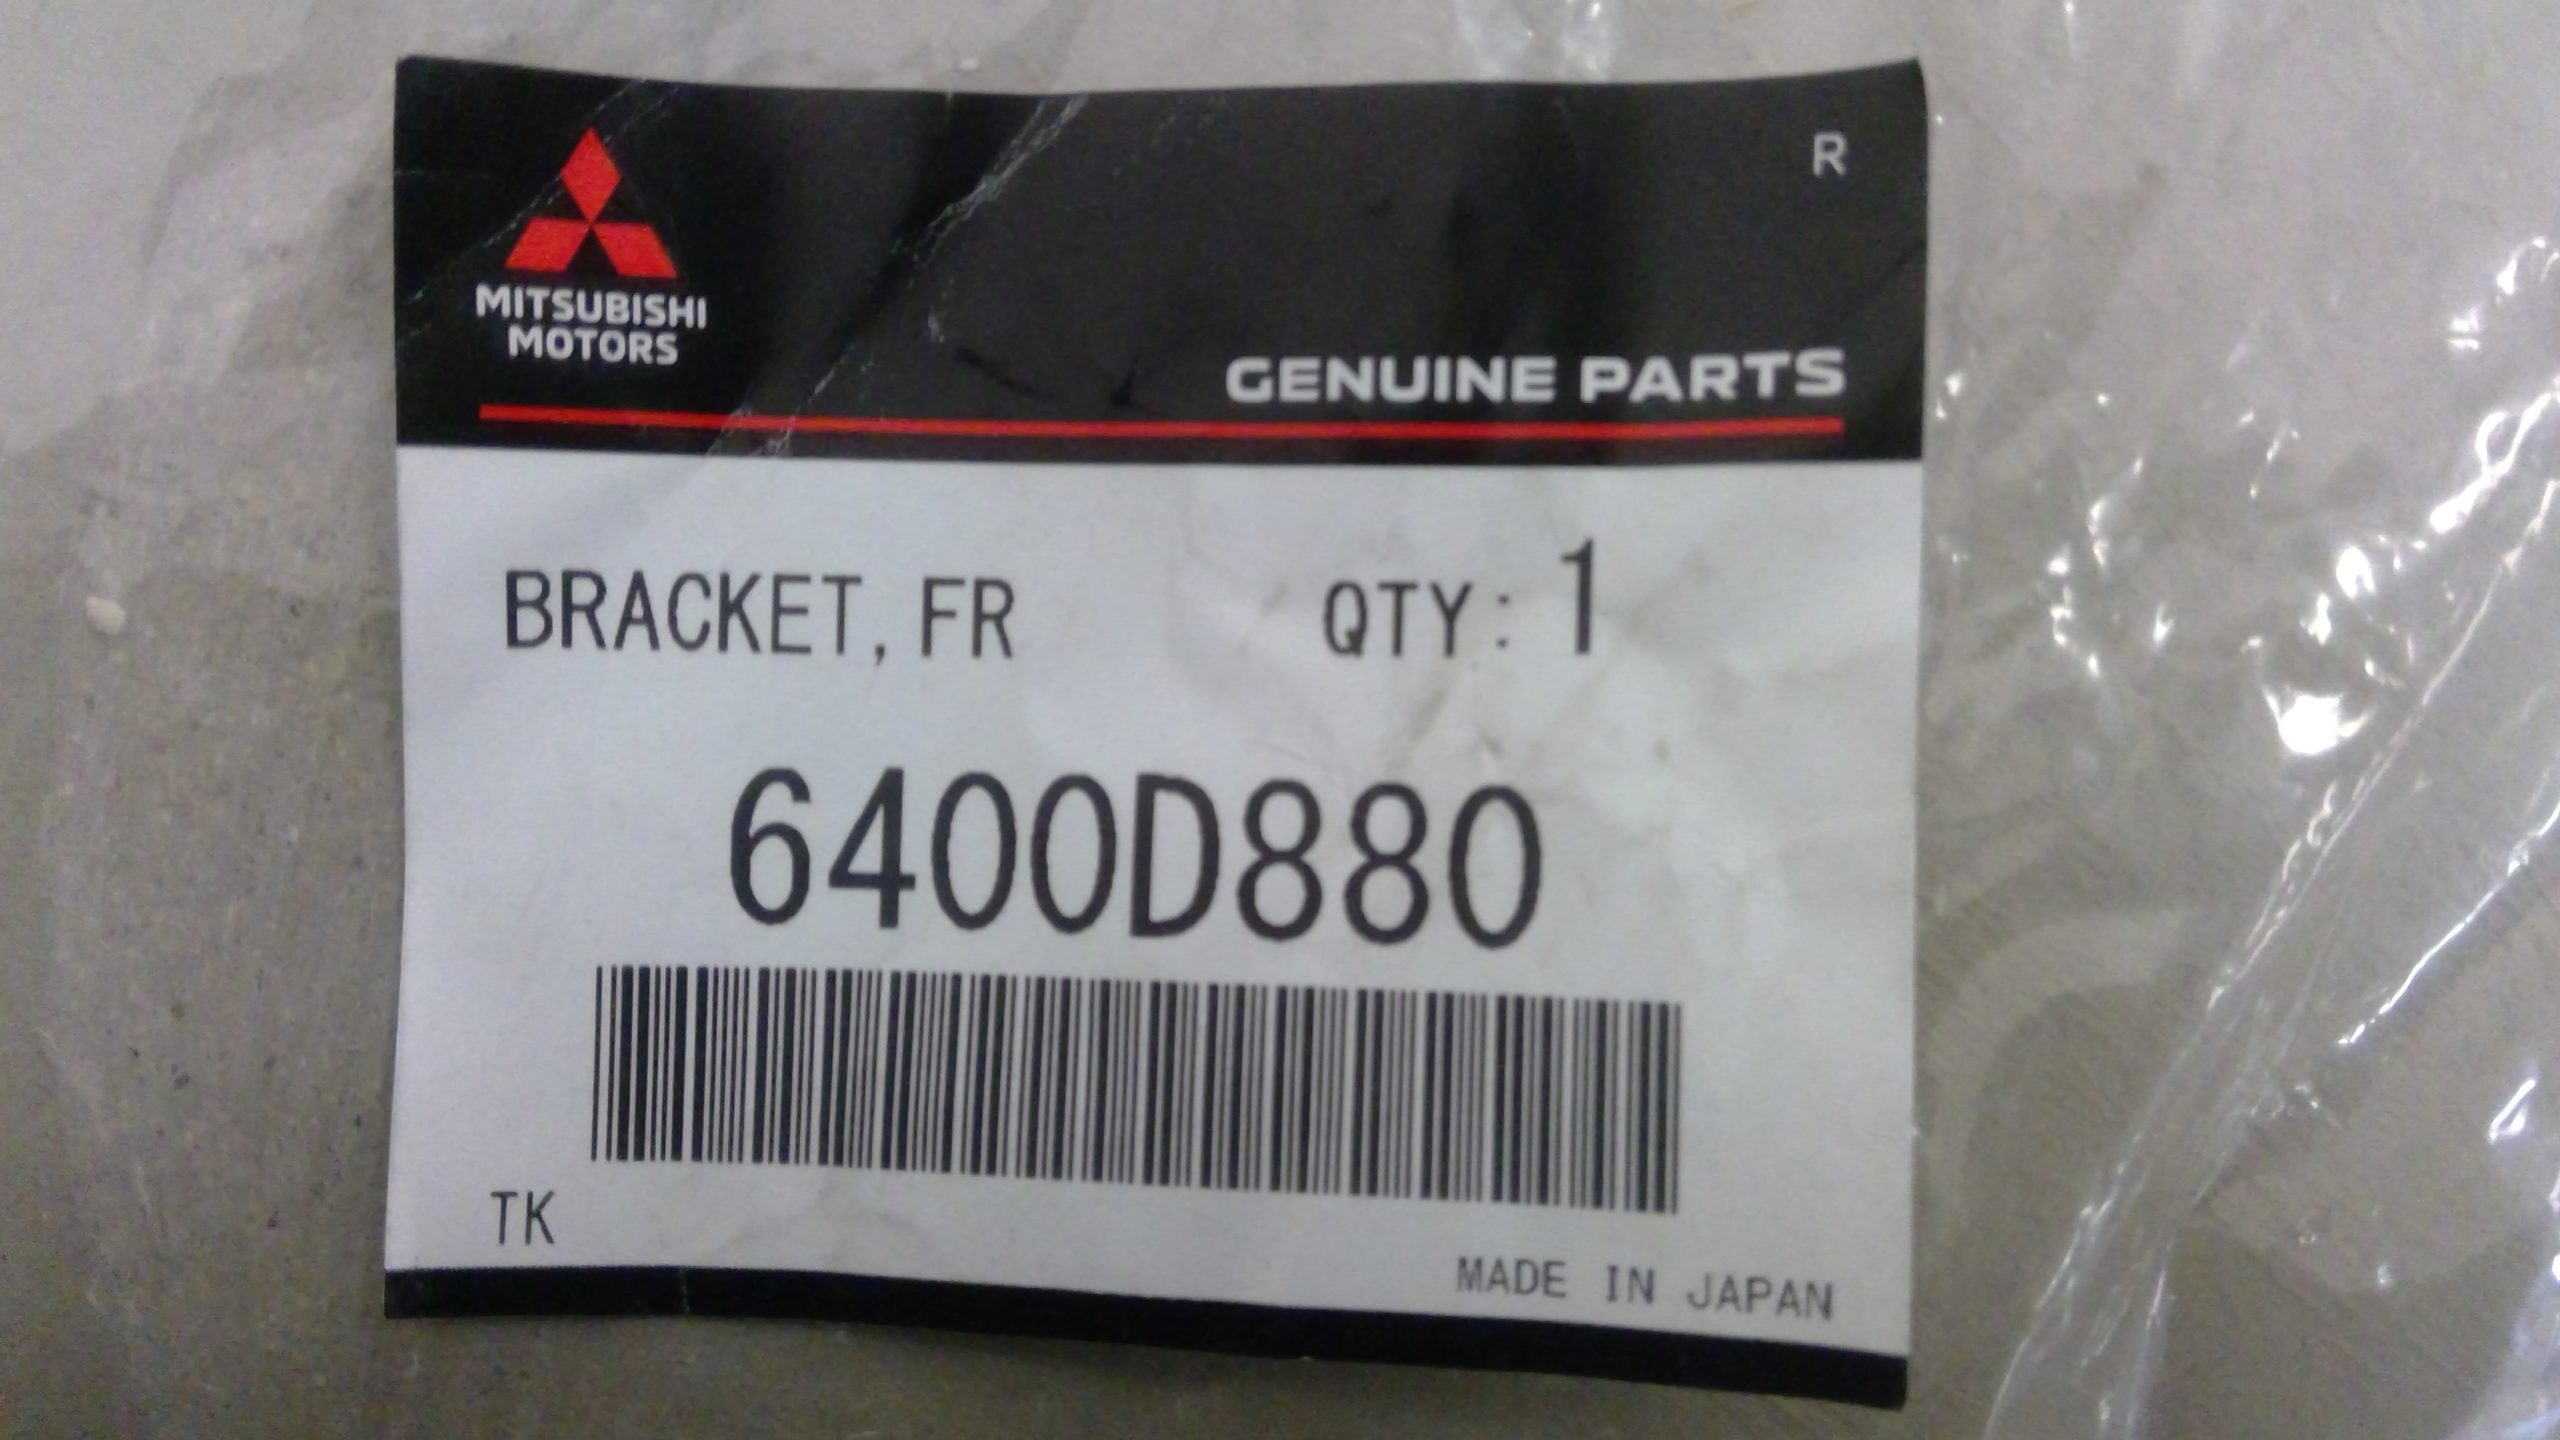 R
MITSUBISHI
MOTORS
GENUINE PARTS
BRACKET, FR QTY: 1
6400D880
TK
MADE IN JAPAN